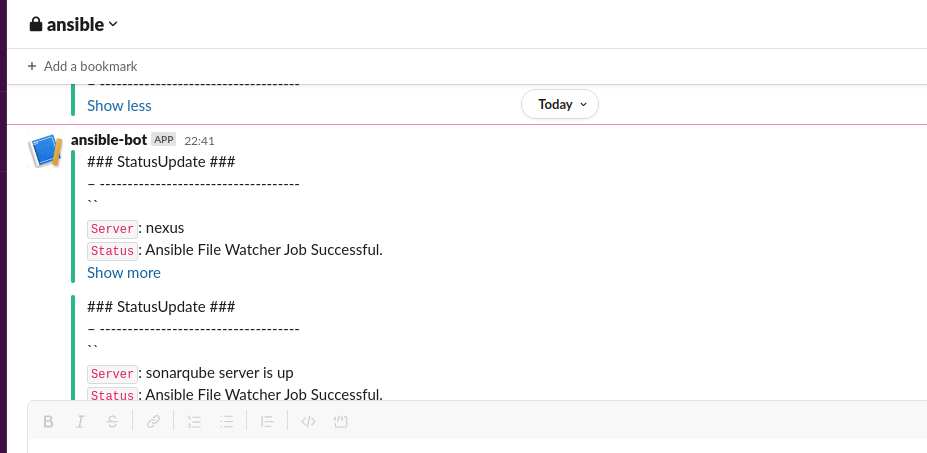 ansible
+ Add a bookmark
– ------------------------------------
Show less
Today
ansible-bot APP 22:41
### StatusUpdate ###
– ------------------------------------
``
Server: nexus
Status: Ansible File Watcher Job Successful.
Show more
### StatusUpdate ###
– ------------------------------------
``
Server: sonarqube server is up
Status: Ansible File Watcher Job Successful.